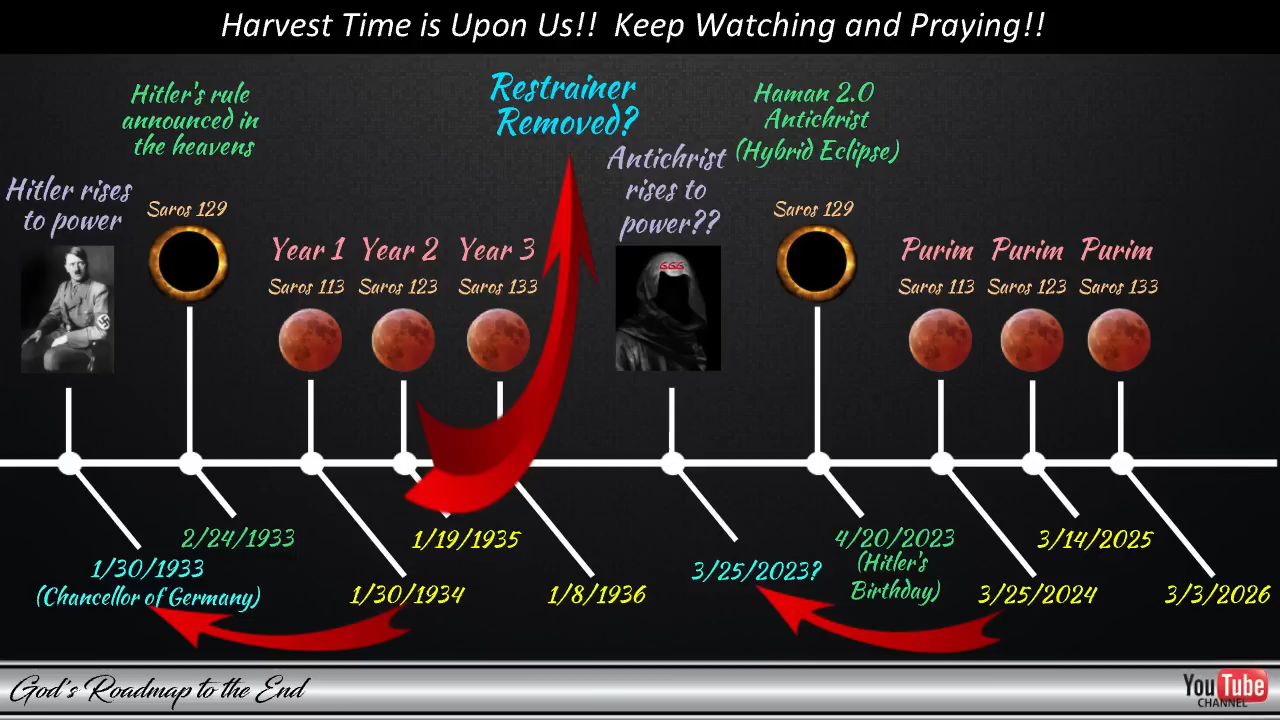 Harvest Time is Upon Us!! Keep Watching and Praying!!
Hitler's rule
announced in
the heavens
Restrainer
Removed?
Haman 2.0
Antichrist
(Hybrid Eclipse)
Hitler rises
to power
Saros 129
Antichrist
rises to
power??
Saros 129
Year 1
Year 2
Year 3
Saros 113
Saros 123
Saros 133
666
Purim
Purim
Purim
Saros 113
Saros 123
Saros 133
2/24/1933
1/30/1933
(Chancellor of Germany)
1/19/1935
1/30/1934
1/8/1936
3/25/2023?
4/20/2023
(Hitler's
Birthday)
3/14/2025
3/25/2024
3/3/2026
God's Roadmap to the End
YouTube
CHANNEL